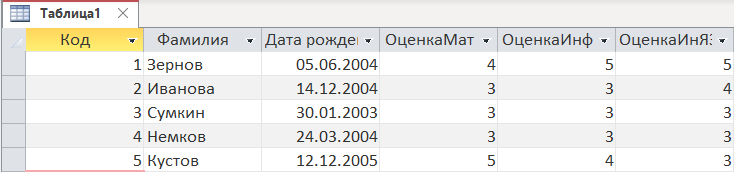 Таблица1
Код Фамилия Дата рожде ОценкаМат ОценкаИнф ОценкаИнЯз
1 Зернов 05.06.2004 4 5 5
2 Иванова 14.12.2004 3 3 4
3 Сумкин 30.01.2003 3 3 3
4 Немков 24.03.2004 3 3 3
5 Кустов 12.12.2005 5 4 3